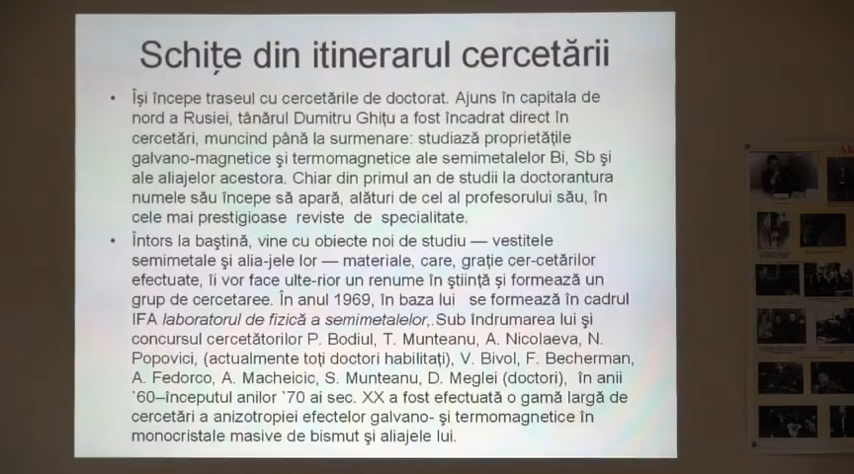 Schițe din itinerarul cercetării
• Își începe traseul cu cercetările de doctorat. Ajuns în capitala de
nord a Rusiei, tânărul Dumitru Ghițu a fost încadrat direct în
cercetări, muncind până la surmenare: studiază proprietățile
galvano-magnetice şi termomagnetice ale semimetalelor Bi, Sb şi
ale aliajelor acestora. Chiar din primul an de studii la doctorantura
numele său începe să apară, alături de cel al profesorului său, în
cele mai prestigioase reviste de specialitate.
• Întors la baştină, vine cu obiecte noi de studiu — vestitele
semimetale şi alia-jele lor — materiale, care, grație cer-cetărilor
efectuate, îi vor face ulte-rior un renume în ştiință și formează un
grup de cercetaree. În anul 1969, în baza lui se formează în cadrul
IFA laboratorul de fizică a semimetalelor,.Sub îndrumarea lui şi
concursul cercetătorilor P. Bodiul, T. Munteanu, A. Nicolaeva, N.
Popovici, (actualmente toți doctori habilitați), V. Bivol, F. Becherman,
A. Fedorco, A. Macheicic, S. Munteanu, D. Meglei (doctori), în anii
`60–începutul anilor `70 ai sec. XX a fost efectuată o gamă largă de
cercetări a anizotropiei efectelor galvano- şi termomagnetice în
monocristale masive de bismut şi aliajele lui.